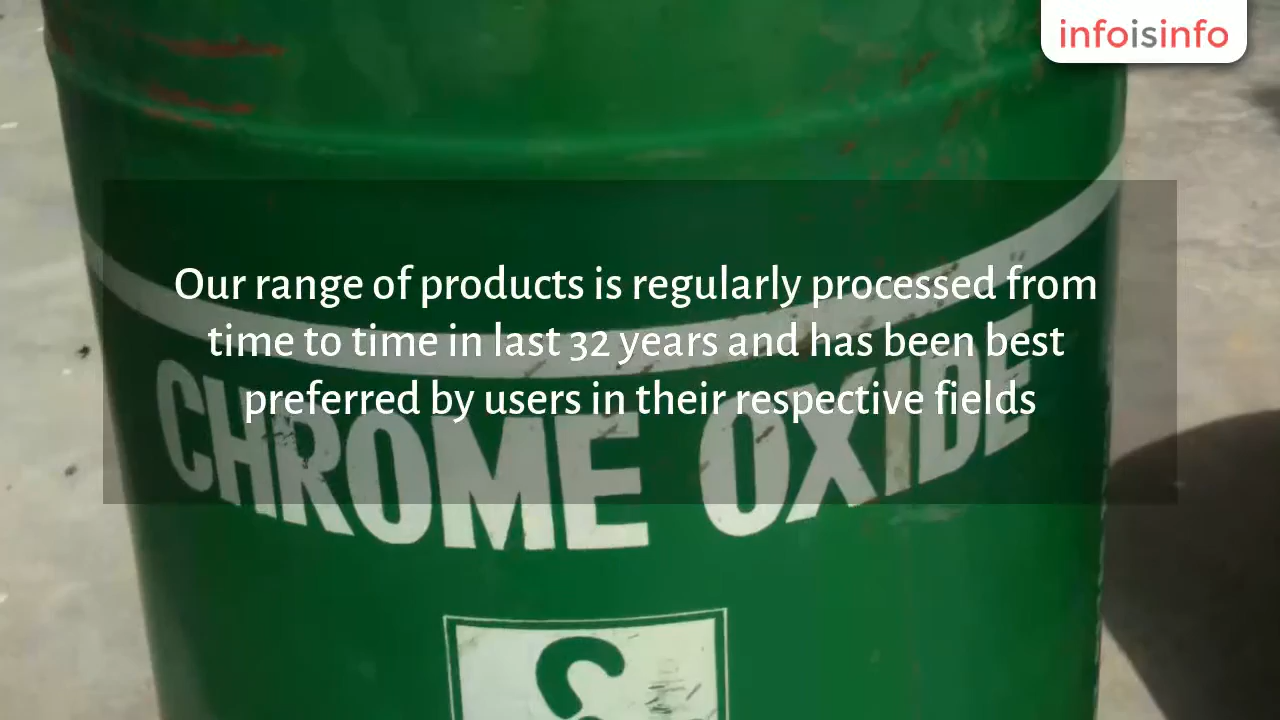 infoisinfo
Our range of products is regularly processed from
time to time in last 32 years and has been best
preferred by users in their respective fields
CHROME OXIDE